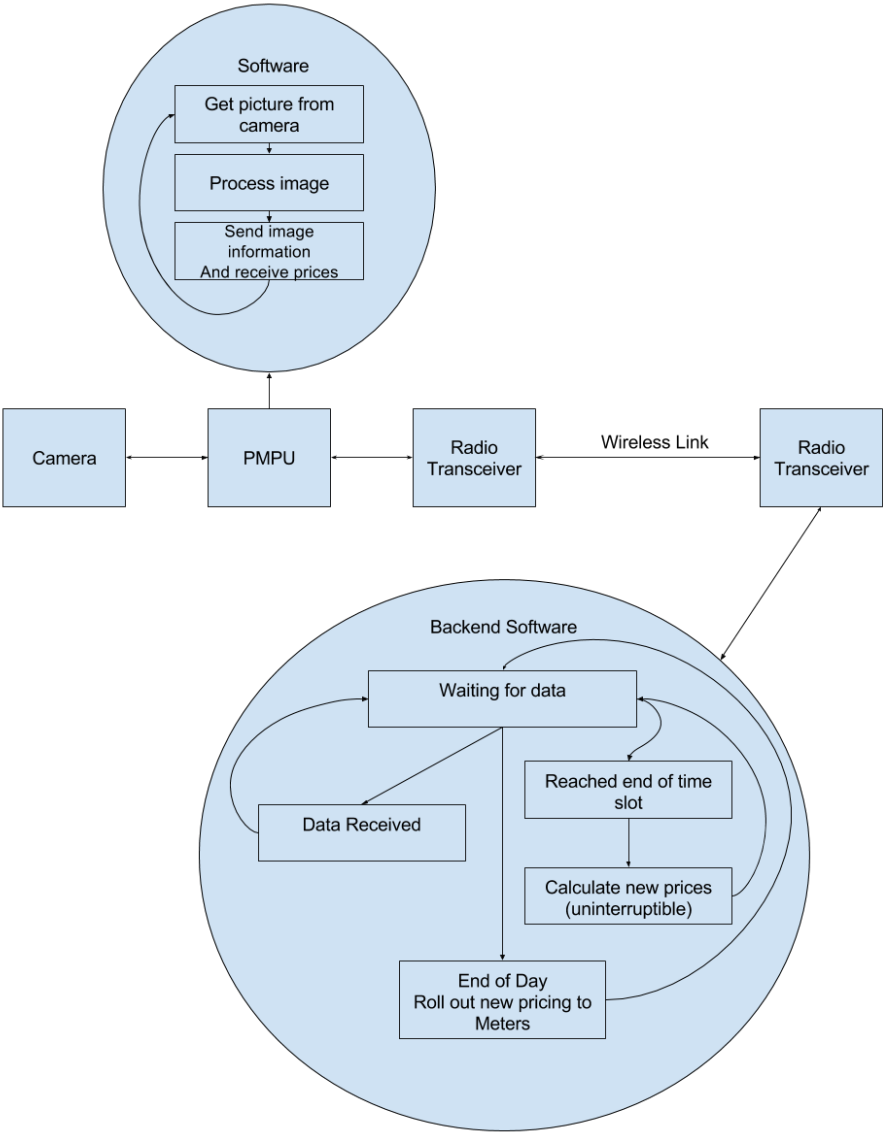 Software
Get picture from
camera
Process image
Send image
information
And receive prices
Camera
PMPU
Radio
Transceiver
Wireless Link
Radio
Transceiver
Backend Software
Waiting for data
Reached end of time
slot
Data Received
Calculate new prices
(uninterruptible)
End of Day
Roll out new pricing to
Meters